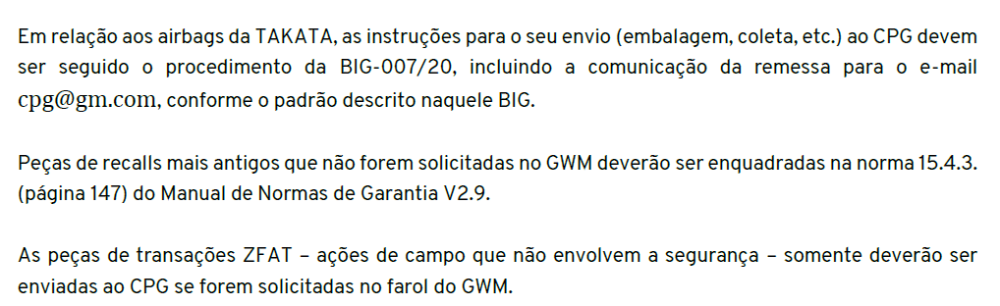 Em relação aos airbags da TAKATA, as instruções para o seu envio (embalagem, coleta, etc.) ao CPG devem
ser seguido o procedimento da BIG-007/20, incluindo a comunicação da remessa para o e-mail
cpg@gm.com, conforme o padrão descrito naquele BIG.
Peças de recalls mais antigos que não forem solicitadas no GWM deverão ser enquadradas na norma 15.4.3.
(página 147) do Manual de Normas de Garantia V2.9.
As peças de transações ZFAT – ações de campo que não envolvem a segurança – somente deverão ser
enviadas ao CPG se forem solicitadas no farol do GWM.